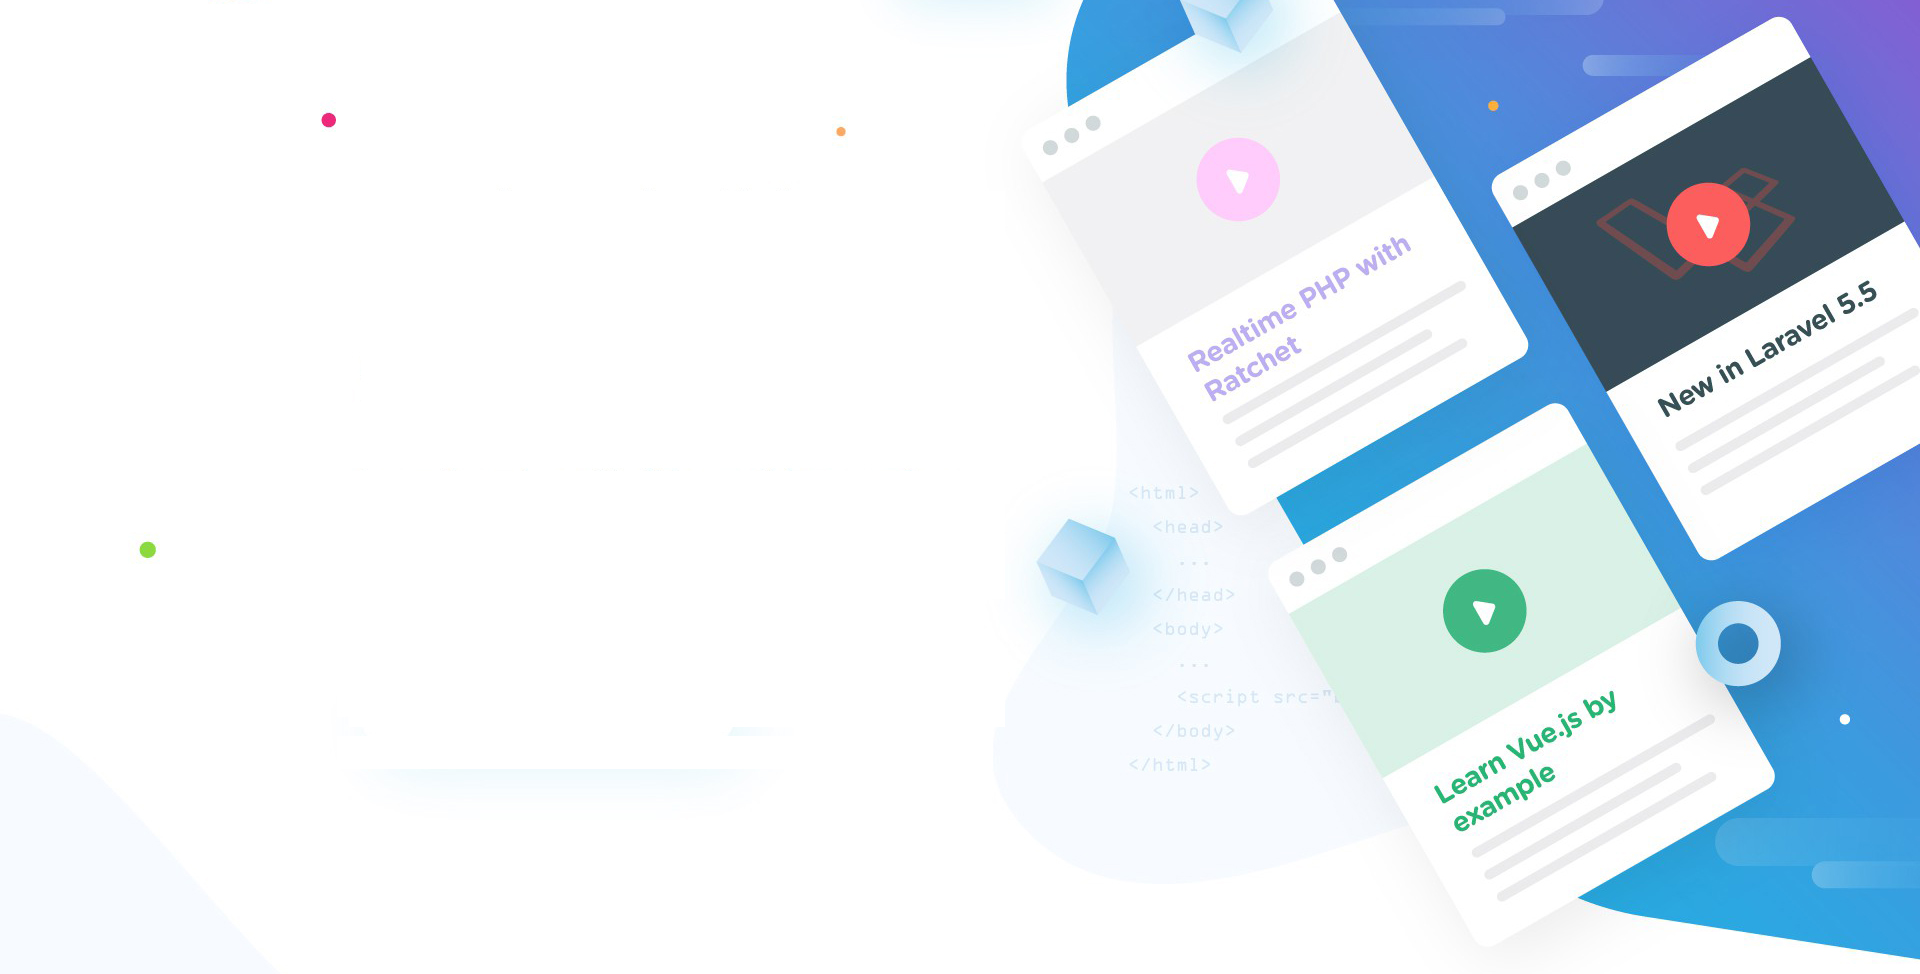 Realtime PHP with
Ratchet
New in Laravel 5.5
<html>
<head>
...
</head>
<body>
...
<script src="
</body>
</html>
Learn Vue.js by
example